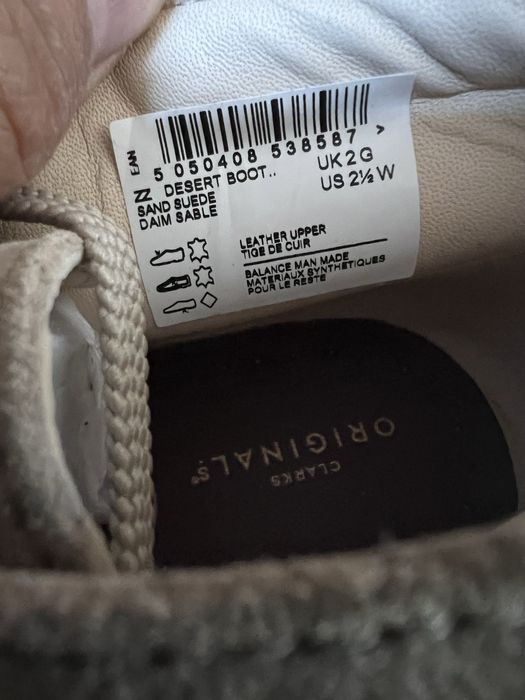 EAN
5 050408 538587 >
DESERT BOOT..
UK 2 G
SAND SUEDE
US 2½ W
DAIM SABLE
LEATHER UPPER
TIGE DE CUIR
BALANCE MAN MADE
MATERIAUX SYNTHETIQUES
POUR LE RESTE
CLARKS
ORIGINALS®